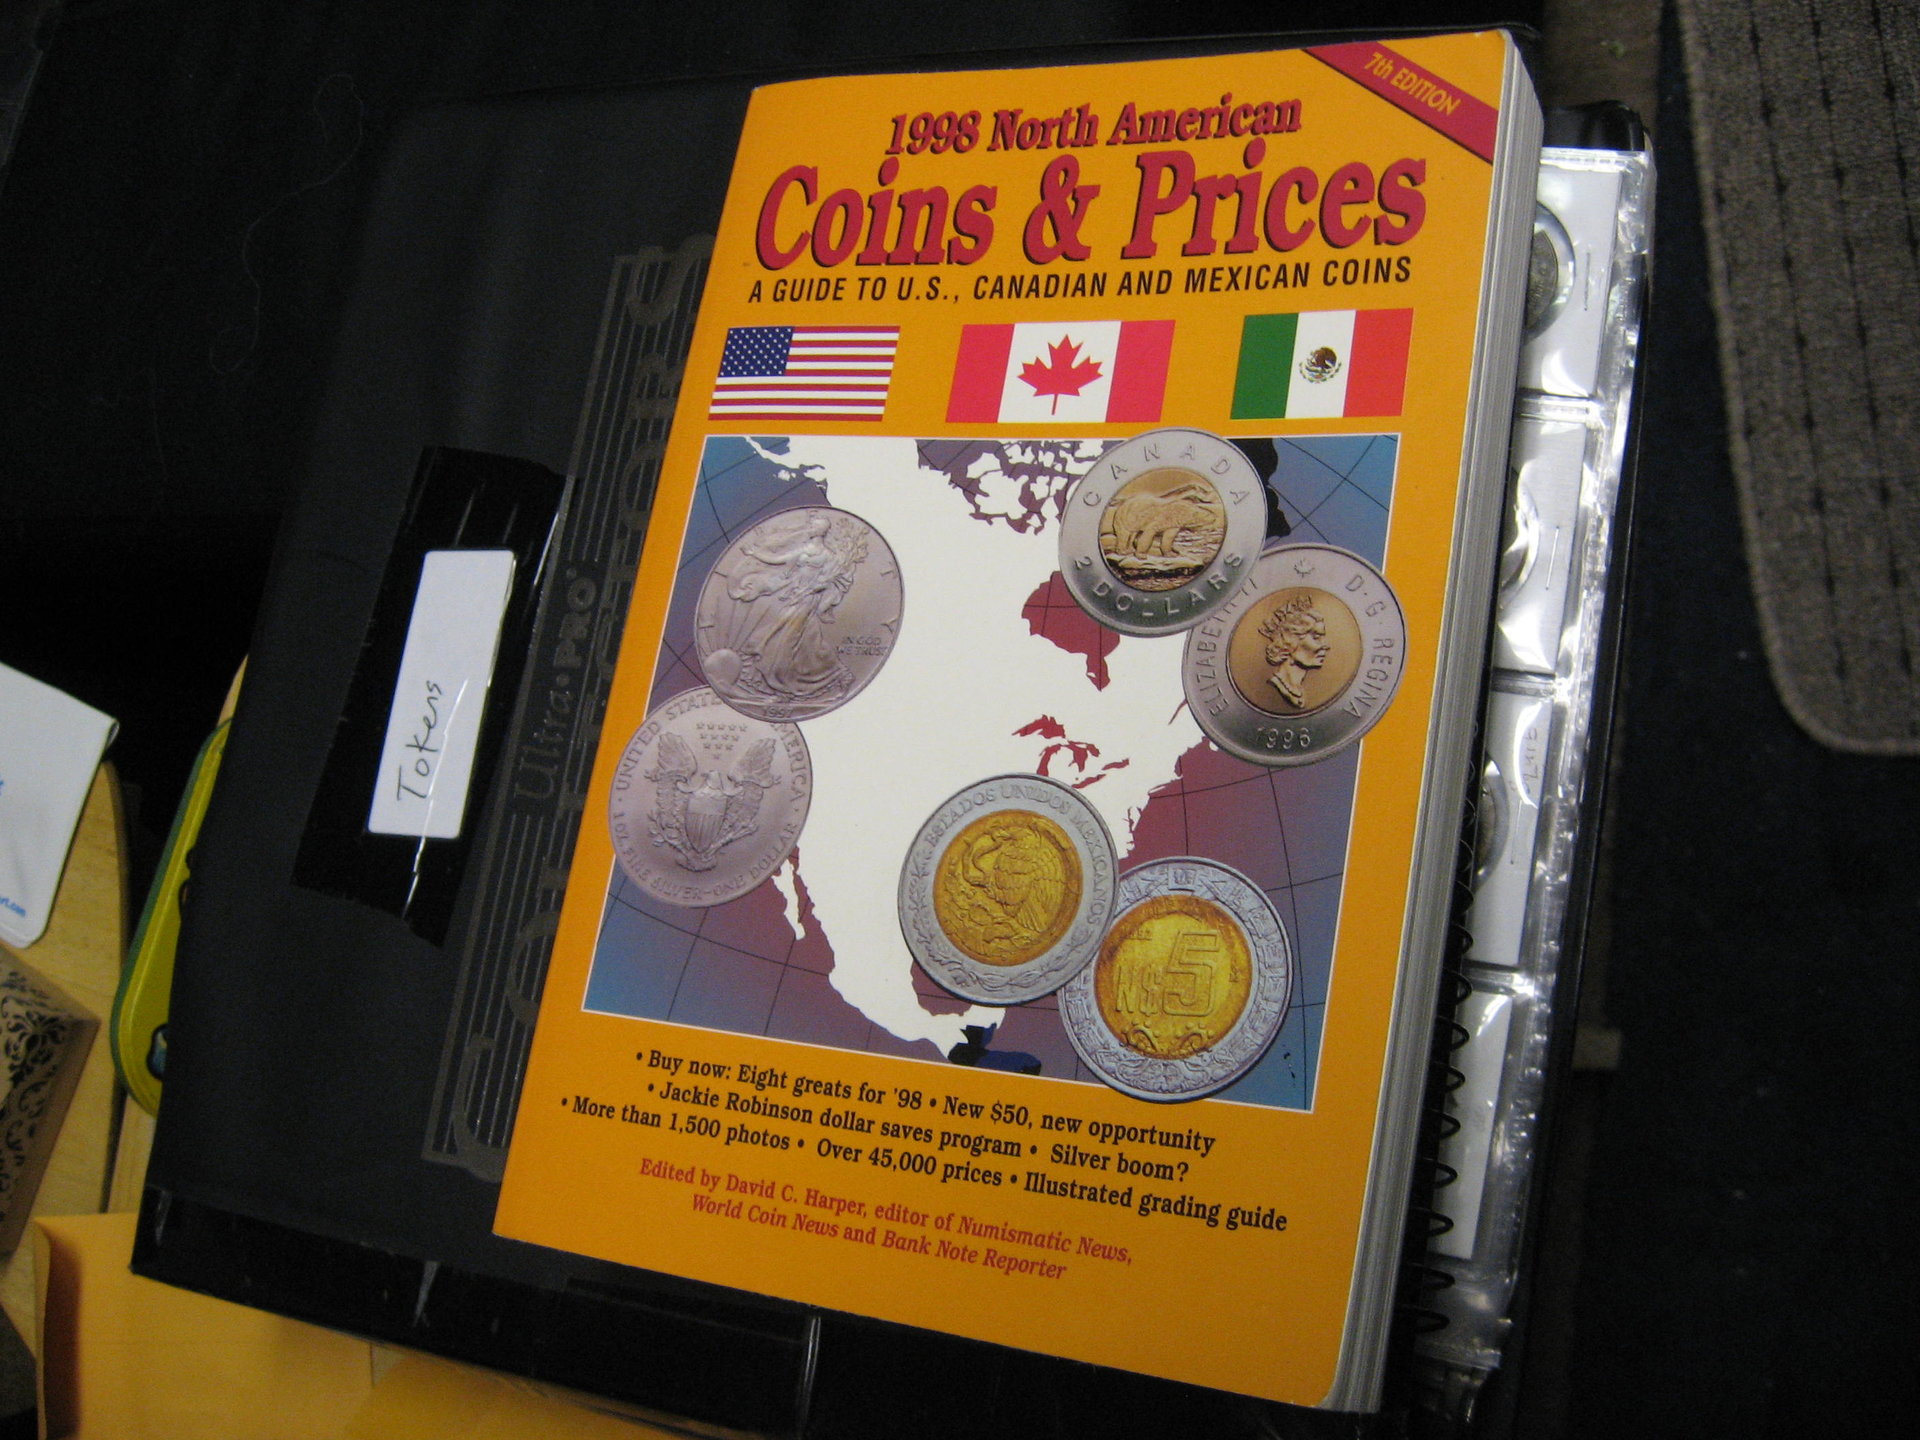 7th EDITION
1998 North American
Coins & Prices
A GUIDE TO U.S., CANADIAN AND MEXICAN COINS
CANADA
2 DOLLARS
ELIZABETH II D·G·REGINA
1996
IN GOD
WE TRUST
UNITED STATES AMERICA
SILVER–ONE DOLLAR
ESTADOS UNIDOS MEXICANOS
N$5
• Buy now: Eight greats for '98 • New $50, new opportunity
• Jackie Robinson dollar saves program • Silver boom?
• More than 1,500 photos • Over 45,000 prices • Illustrated grading guide
Edited by David C. Harper, editor of Numismatic News,
World Coin News and Bank Note Reporter
Tokens
Ultra•PRO